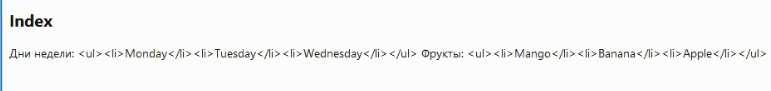 Index
Дни недели: <ul><li>Monday</li><li>Tuesday</li><li>Wednesday</li></ul> Фрукты: <ul><li>Mango</li><li>Banana</li><li>Apple</li></ul>